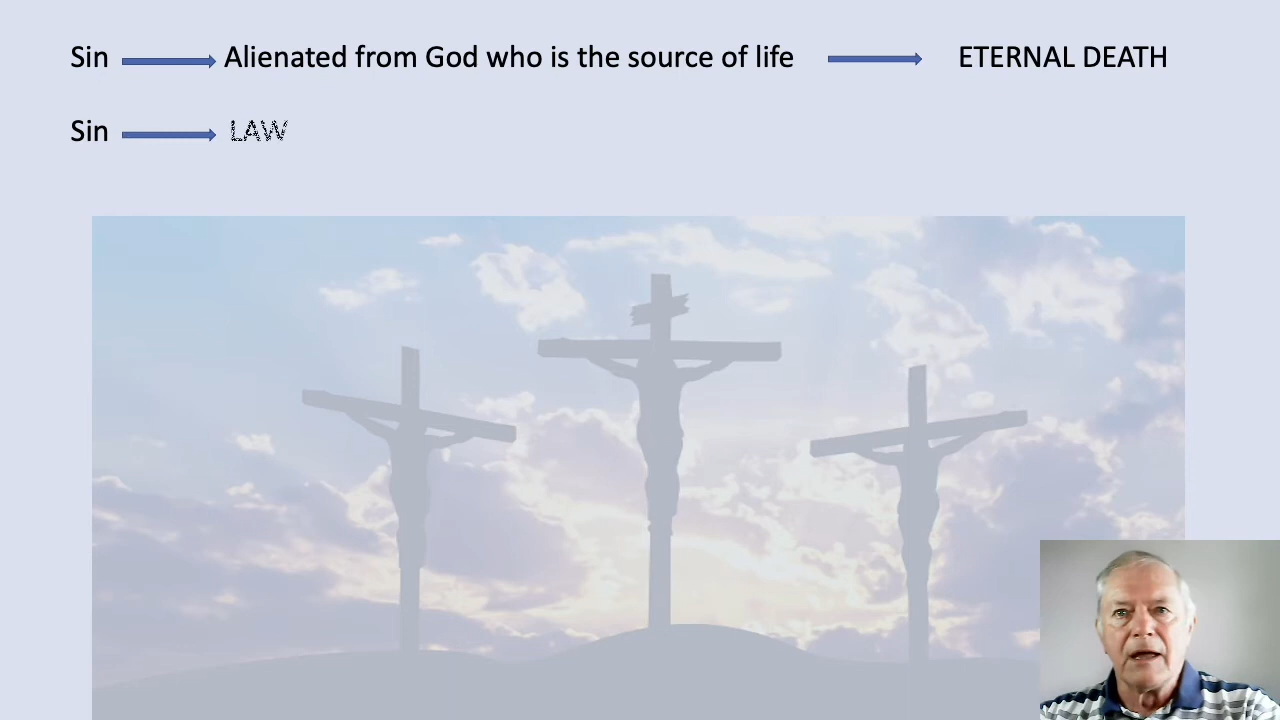 Sin Alienated from God who is the source of life ETERNAL DEATH
Sin LAW